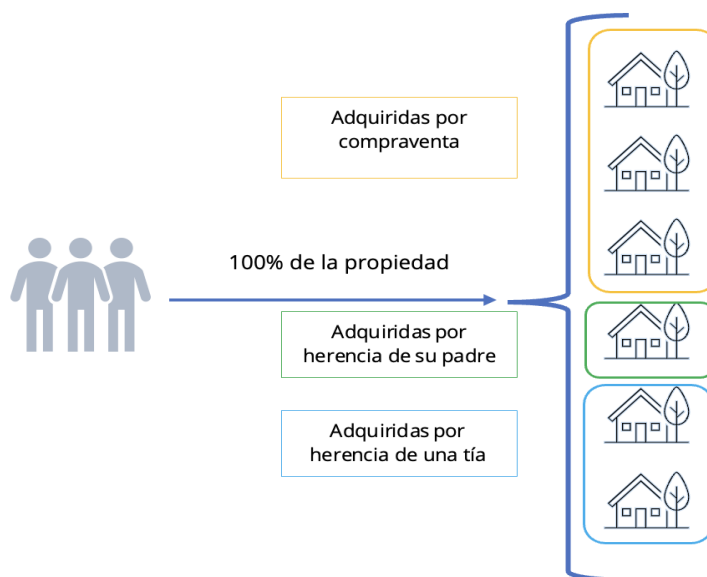 Adquiridas por
compraventa
100% de la propiedad
Adquiridas por
herencia de su padre
Adquiridas por
herencia de una tía